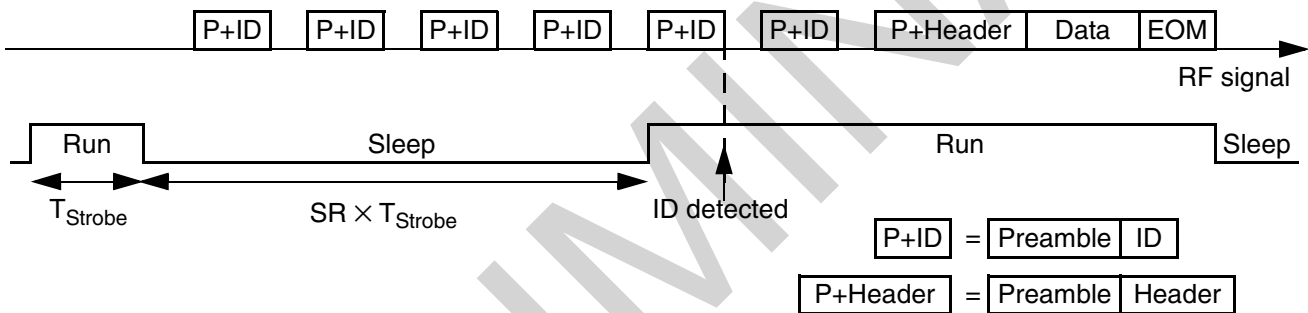 P+ID P+ID P+ID P+ID P+ID P+ID P+Header Data EOM
RF signal
Run Sleep Run Sleep
T_Strobe SR × T_Strobe ID detected
P+ID = Preamble ID
P+Header = Preamble Header